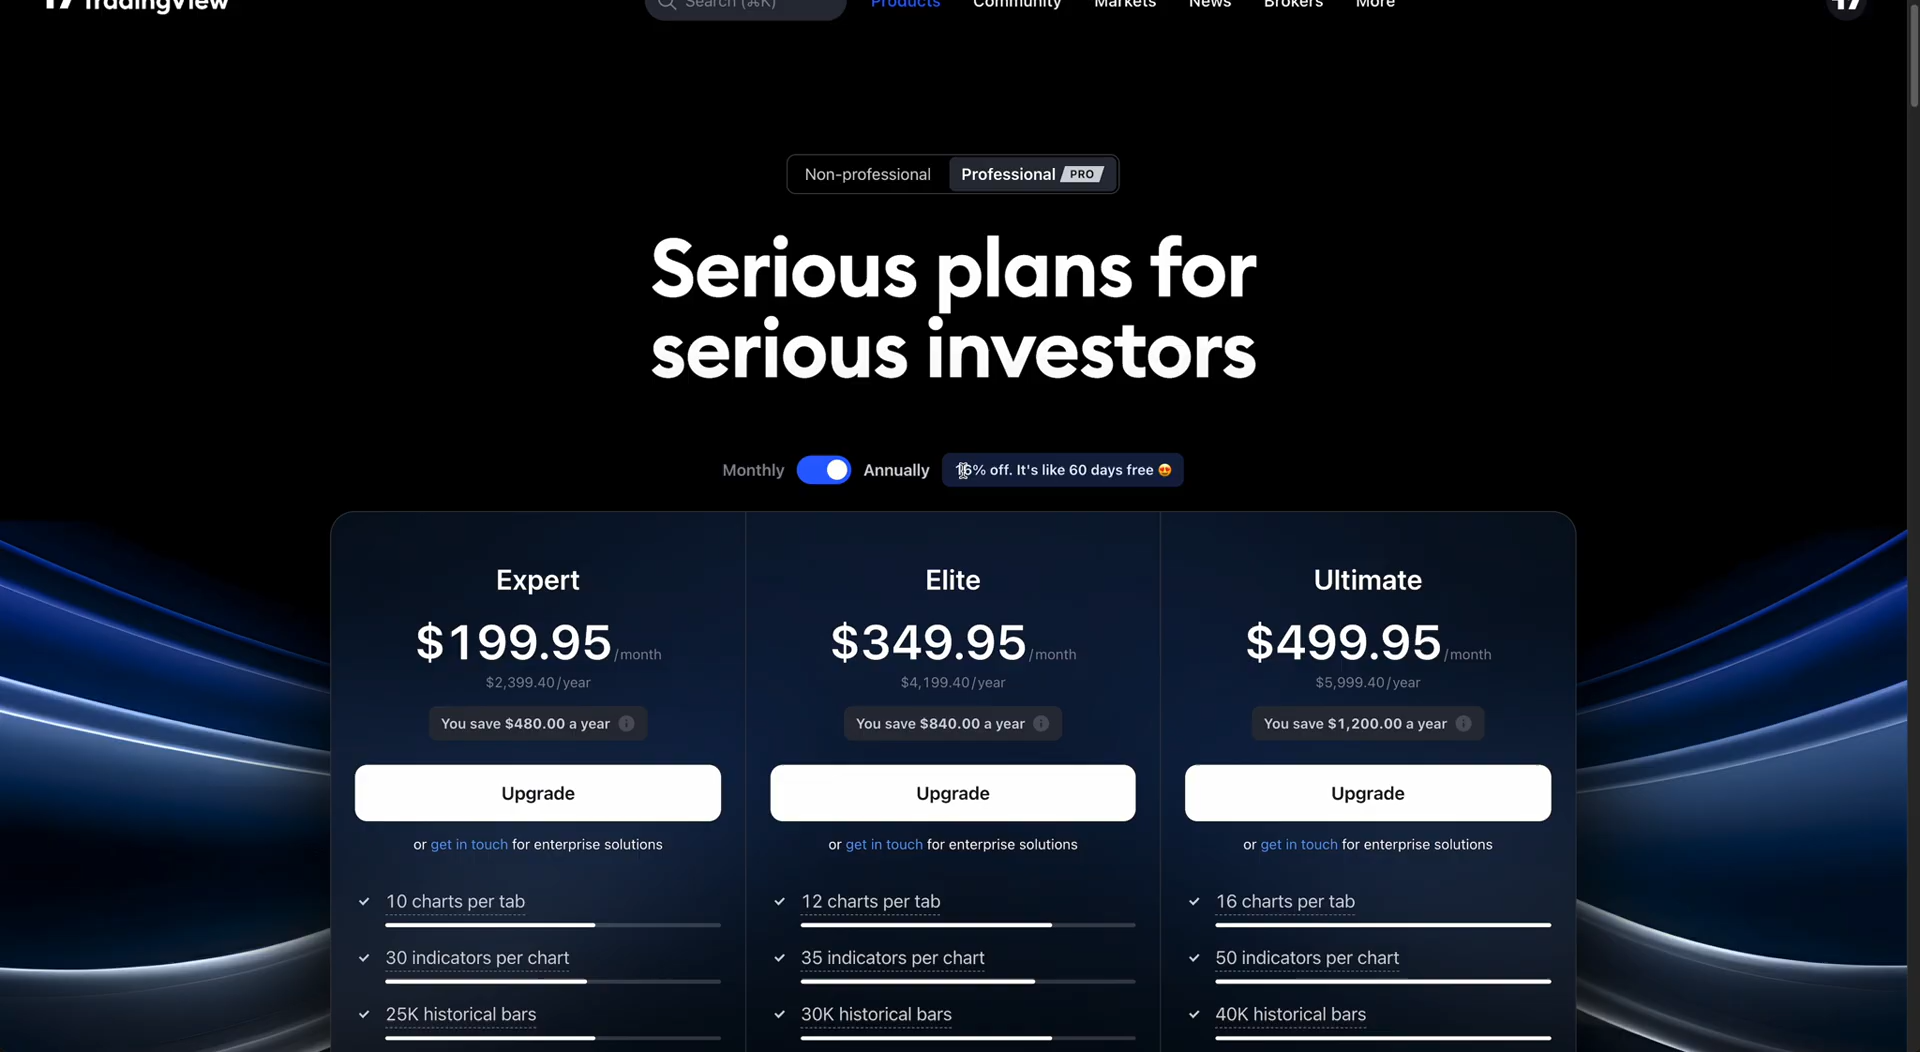 TradingView
Search (⌘K)
Products
Community
Markets
News
Brokers
More
Non-professional
Professional PRO
Serious plans for
serious investors
Monthly
Annually
16% off. It's like 60 days free 😍
Expert
$199.95/month
$2,399.40/year
You save $480.00 a year
Upgrade
or get in touch for enterprise solutions
10 charts per tab
30 indicators per chart
25K historical bars
Elite
$349.95/month
$4,199.40/year
You save $840.00 a year
Upgrade
or get in touch for enterprise solutions
12 charts per tab
35 indicators per chart
30K historical bars
Ultimate
$499.95/month
$5,999.40/year
You save $1,200.00 a year
Upgrade
or get in touch for enterprise solutions
16 charts per tab
50 indicators per chart
40K historical bars